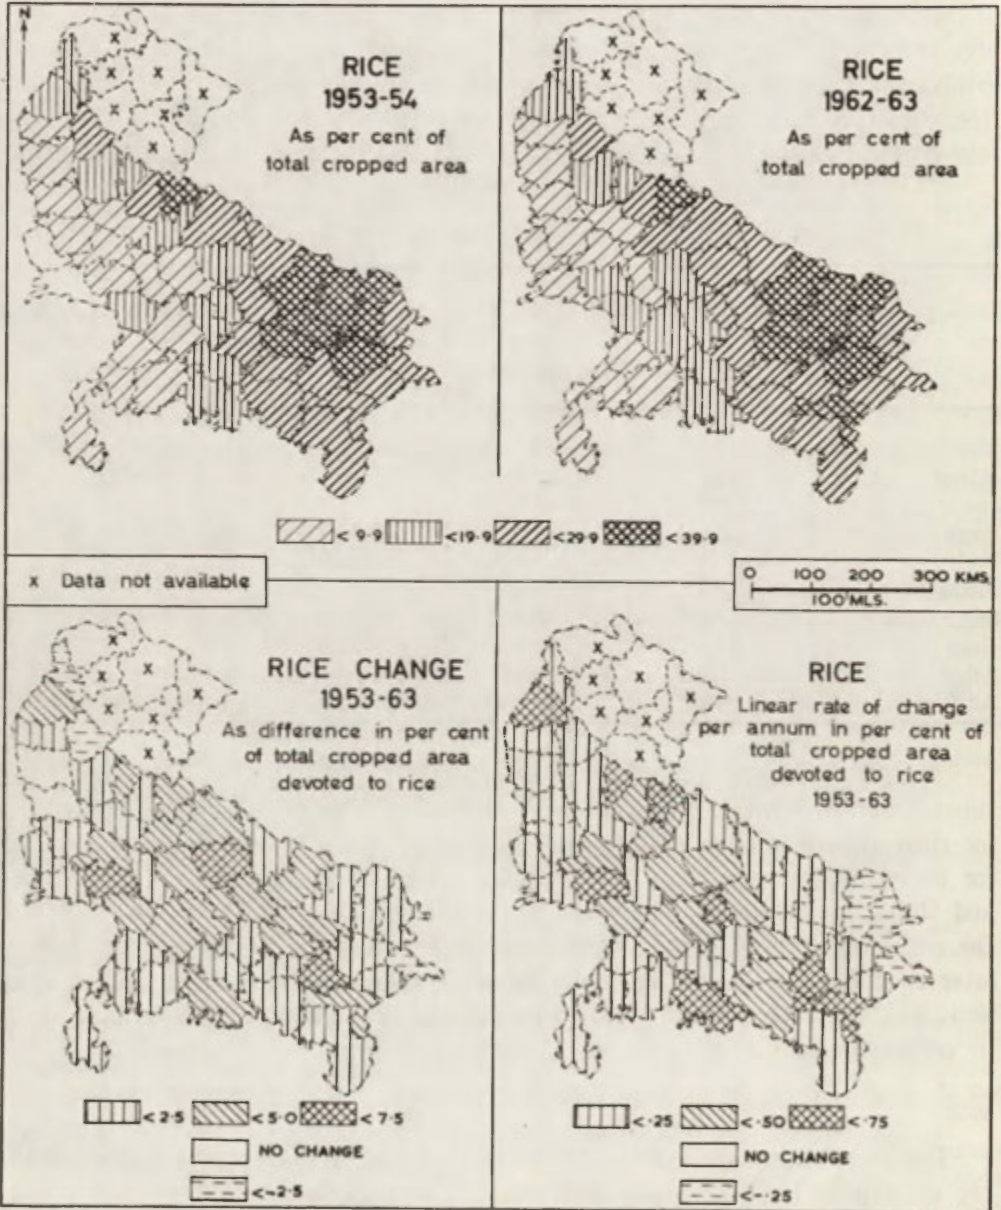 N
RICE
1953-54
As per cent of
total cropped area
x
x
x
x
x
x
x
RICE
1962-63
As per cent of
total cropped area
x
x
x
x
x
x
x
<9·9 <19·9 <29·9 <39·9
x Data not available
0 100 200 300 KMS.
100 MLS.
RICE CHANGE
1953-63
As difference in per cent
of total cropped area
devoted to rice
x
x
x
x
x
x
x
RICE
Linear rate of change
per annum in per cent of
total cropped area
devoted to rice
1953-63
x
x
x
x
x
x
x
<2·5 <5·0 <7·5
NO CHANGE
<-2·5
<·25 <·50 <·75
NO CHANGE
<-·25